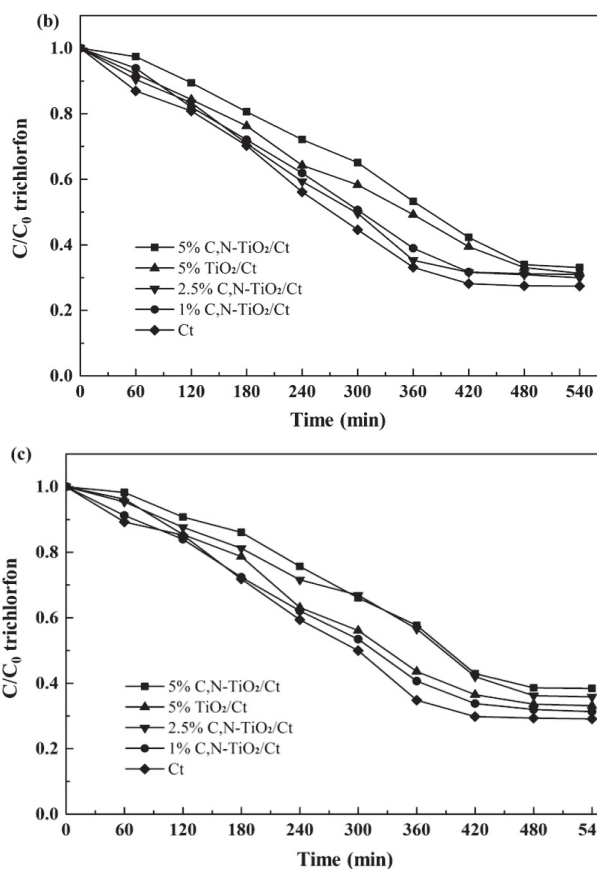 (b)
1.0
0.8
0.6
0.4
0.2
0.0
C/C₀ trichlorfon
5% C,N-TiO₂/Ct
5% TiO₂/Ct
2.5% C,N-TiO₂/Ct
1% C,N-TiO₂/Ct
Ct
0 60 120 180 240 300 360 420 480 540
Time (min)
(c)
1.0
0.8
0.6
0.4
0.2
0.0
C/C₀ trichlorfon
5% C,N-TiO₂/Ct
5% TiO₂/Ct
2.5% C,N-TiO₂/Ct
1% C,N-TiO₂/Ct
Ct
0 60 120 180 240 300 360 420 480 54
Time (min)